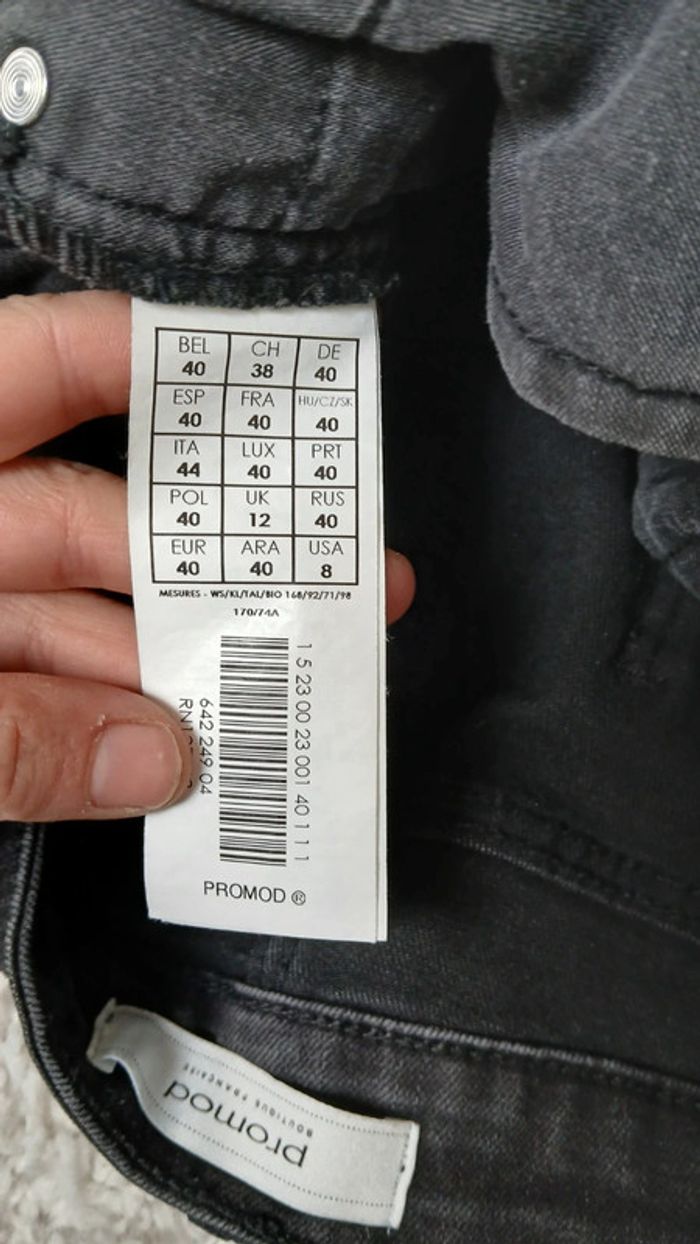 BEL CH DE
40 38 40
ESP FRA HU/CZ/SK
40 40 40
ITA LUX PRT
44 40 40
POL UK RUS
40 12 40
EUR ARA USA
40 40 8
MESURES - WS/KL/TAL/BIO 168/92/71/98
170/74A
1 5 23 00 23 001 40 1 1 1
642 249 04
PROMOD ®
promod
BOUTIQUE FRANÇAISE